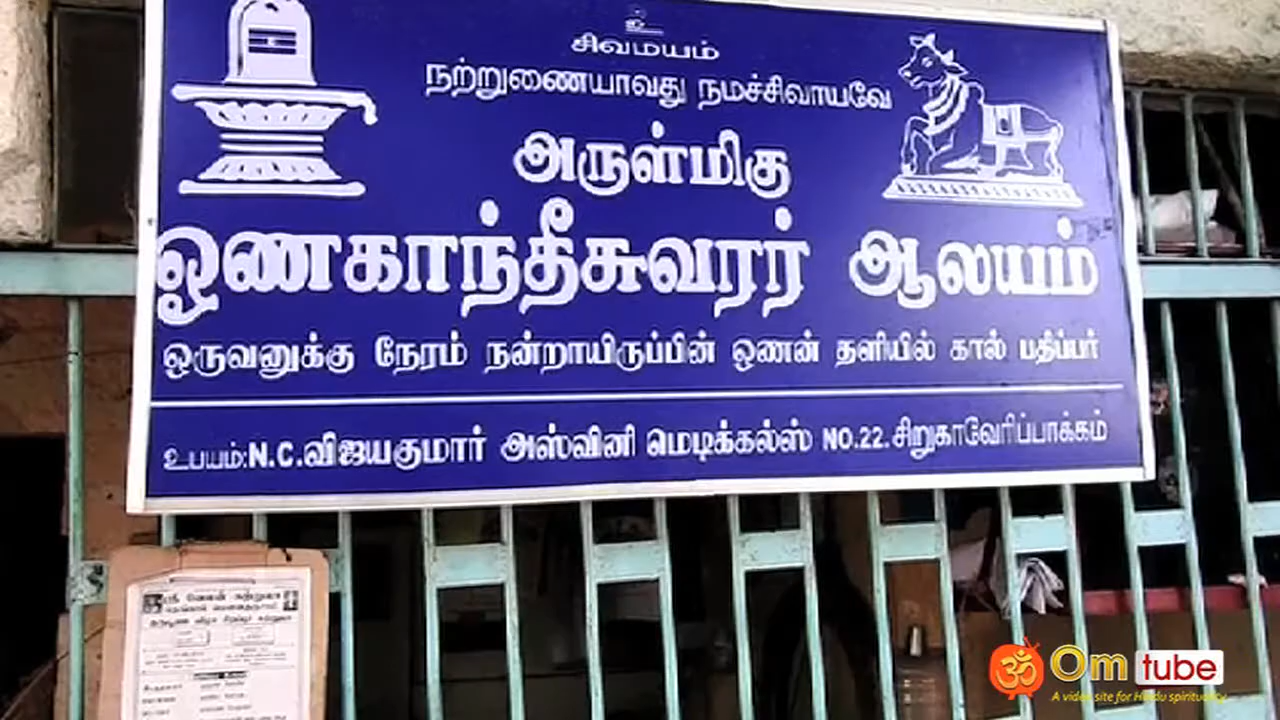 உ
சிவமயம்
நற்றுணையாவது நமச்சிவாயவே
அருள்மிகு
ஓணகாந்தீசுவரர் ஆலயம்
ஒருவனுக்கு நேரம் நன்றாயிருப்பின் ஓணன் தளியில் கால் பதிப்பர்
உபயம்:N.C.விஜயகுமார் அஸ்வினி மெடிக்கல்ஸ் NO.22.சிறுகாவேரிப்பாக்கம்
ஸ்ரீ
ॐ Om tube
A video site for Hindu spirituality